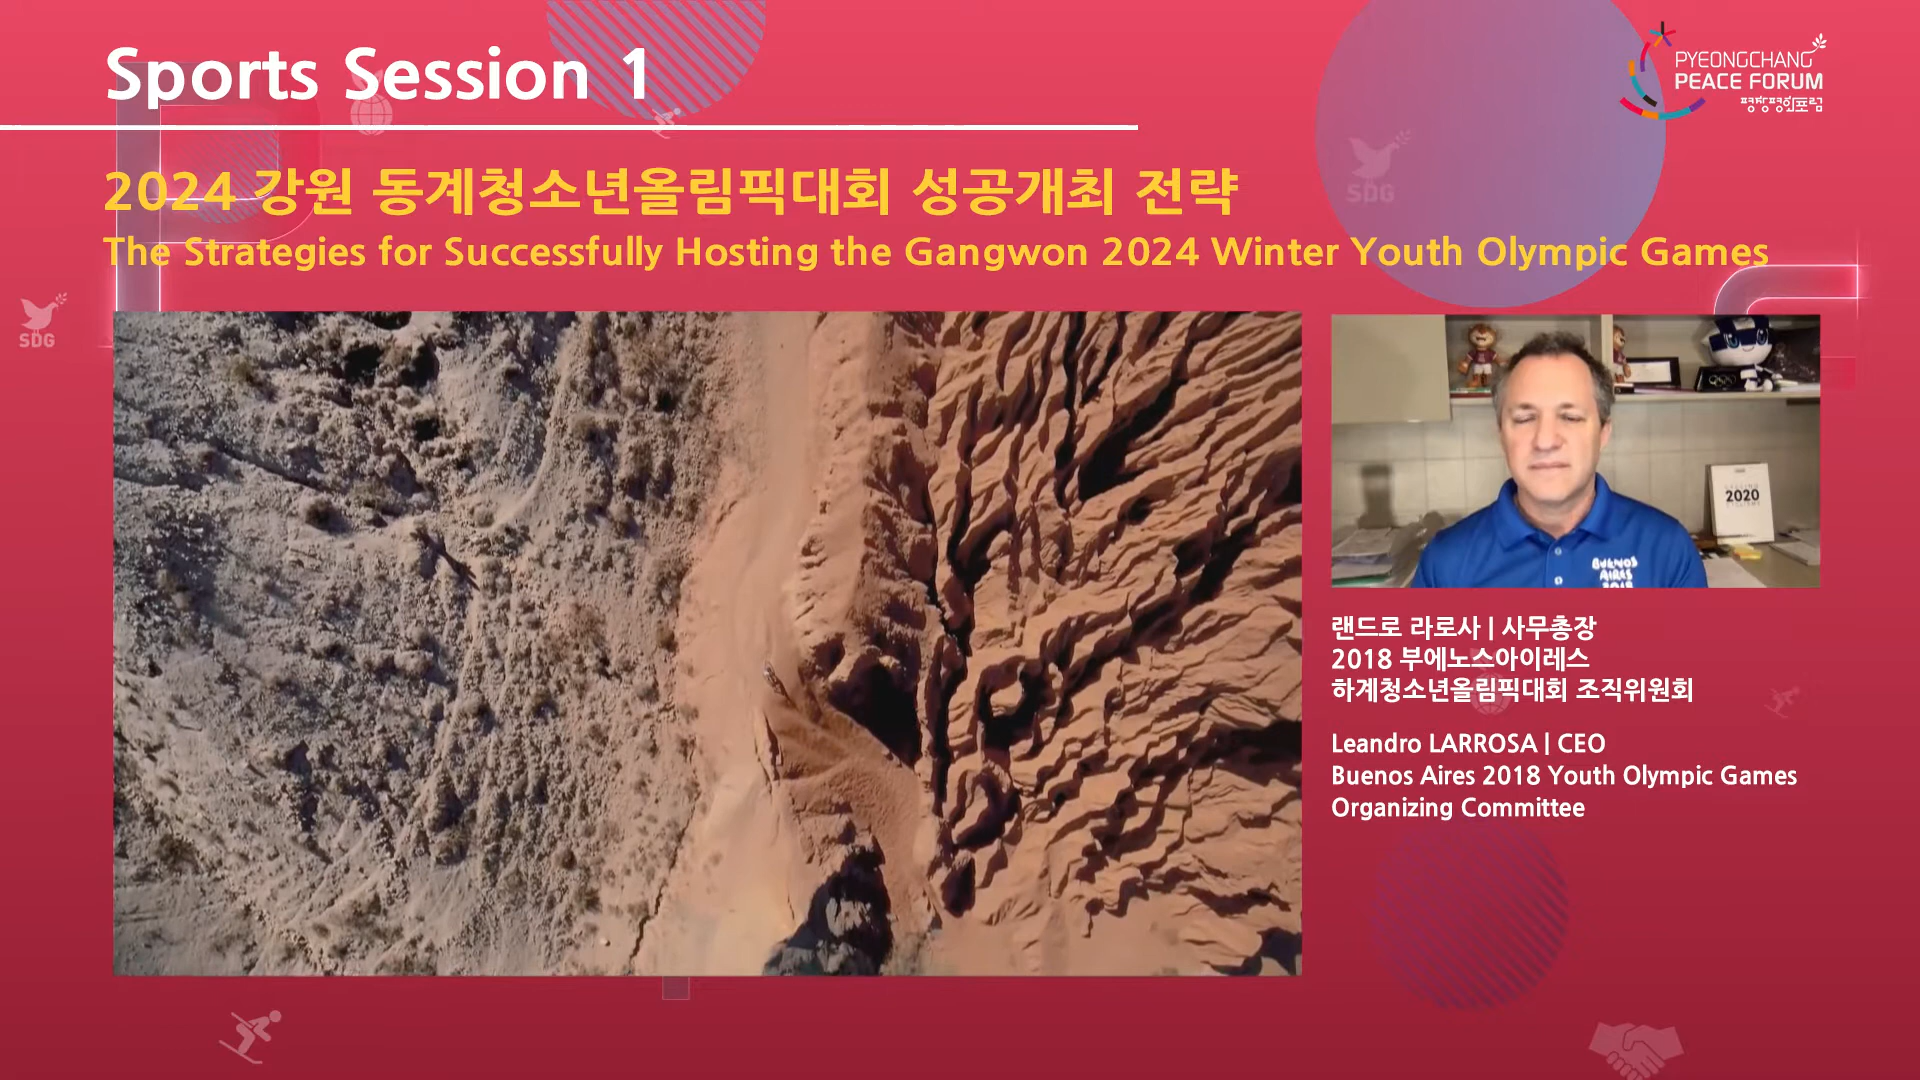 Sports Session 1
PYEONGCHANG
PEACE FORUM
평창평화포럼
2024 강원 동계청소년올림픽대회 성공개최 전략
The Strategies for Successfully Hosting the Gangwon 2024 Winter Youth Olympic Games
SDG
SDG
2020
BUENOS
AIRES
2018
랜드로 라로사 | 사무총장
2018 부에노스아이레스
하계청소년올림픽대회 조직위원회
Leandro LARROSA | CEO
Buenos Aires 2018 Youth Olympic Games
Organizing Committee